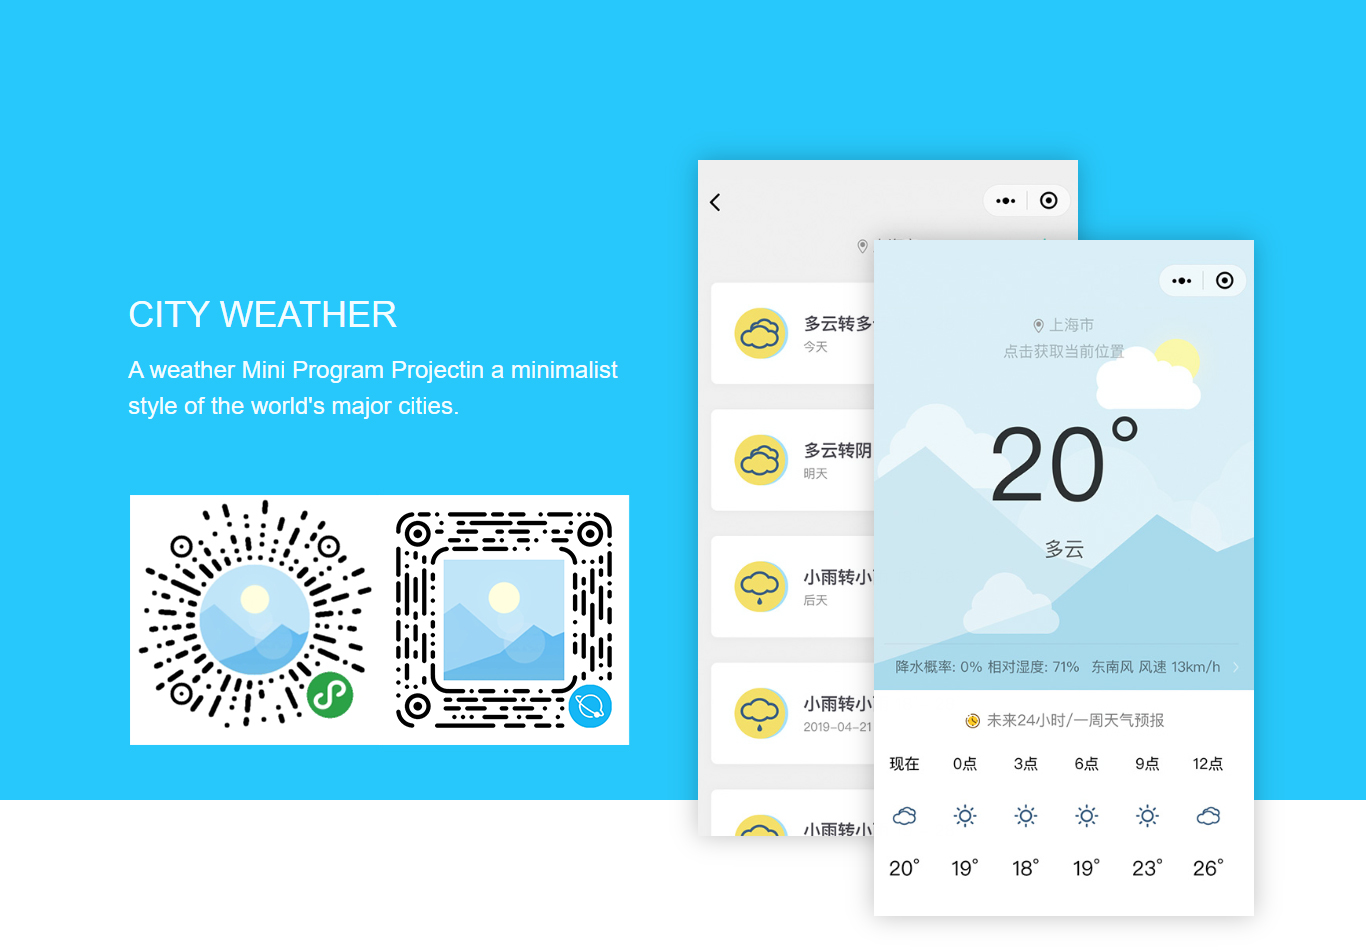 CITY WEATHER
A weather Mini Program Projectin a minimalist
style of the world's major cities.
多云转多
今天
多云转阴
明天
小雨转小
后天
小雨转小
2019-04-21
小雨转小
上海市
点击获取当前位置
20°
多云
降水概率: 0% 相对湿度: 71% 东南风 风速 13km/h
未来24小时/一周天气预报
现在 0点 3点 6点 9点 12点
20° 19° 18° 19° 23° 26°